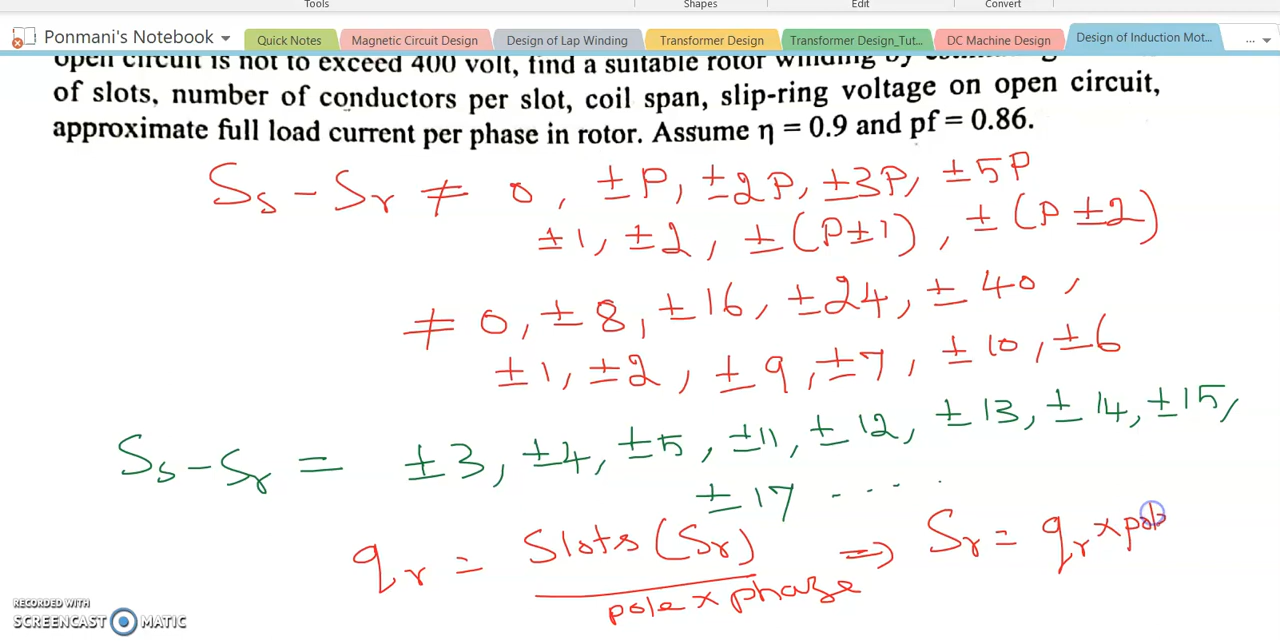 Tools Shapes Edit Convert
Ponmani's Notebook Quick Notes Magnetic Circuit Design Design of Lap Winding Transformer Design Transformer Design_Tut... DC Machine Design Design of Induction Mot... ...
open circuit is not to exceed 400 volt, find a suitable rotor winding by
of slots, number of conductors per slot, coil span, slip-ring voltage on open circuit,
approximate full load current per phase in rotor. Assume η = 0.9 and pf = 0.86.
Ss - Sr ≠ 0, ±P, ±2P, ±3P, ±5P
±1, ±2, ±(P±1), ±(P±2)
≠ 0, ±8, ±16, ±24, ±40,
±1, ±2, ±9, ±7, ±10, ±6
Ss - Sr = ±3, ±4, ±5, ±11, ±12, ±13, ±14, ±15,
±17 ......
qr = Slots (Sr) / pole x phase => Sr = qr x pol
RECORDED WITH
SCREENCAST MATIC